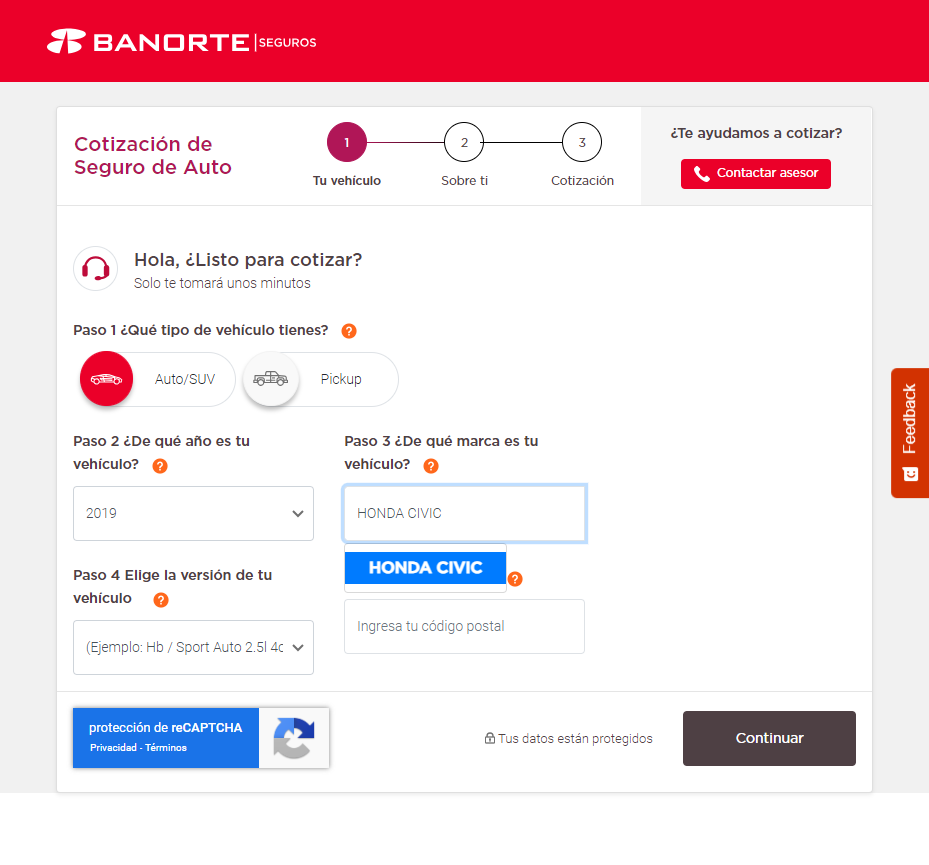 BANORTE | SEGUROS
Cotización de
Seguro de Auto
1
2
3
Tu vehículo
Sobre ti
Cotización
¿Te ayudamos a cotizar?
Contactar asesor
Hola, ¿Listo para cotizar?
Solo te tomará unos minutos
Paso 1 ¿Qué tipo de vehículo tienes? ?
Auto/SUV
Pickup
Paso 2 ¿De qué año es tu
vehículo? ?
2019
Paso 3 ¿De qué marca es tu
vehículo? ?
HONDA CIVIC
HONDA CIVIC
?
Paso 4 Elige la versión de tu
vehículo ?
(Ejemplo: Hb / Sport Auto 2.5l 4c
Ingresa tu código postal
protección de reCAPTCHA
Privacidad - Términos
Tus datos están protegidos
Continuar
Feedback